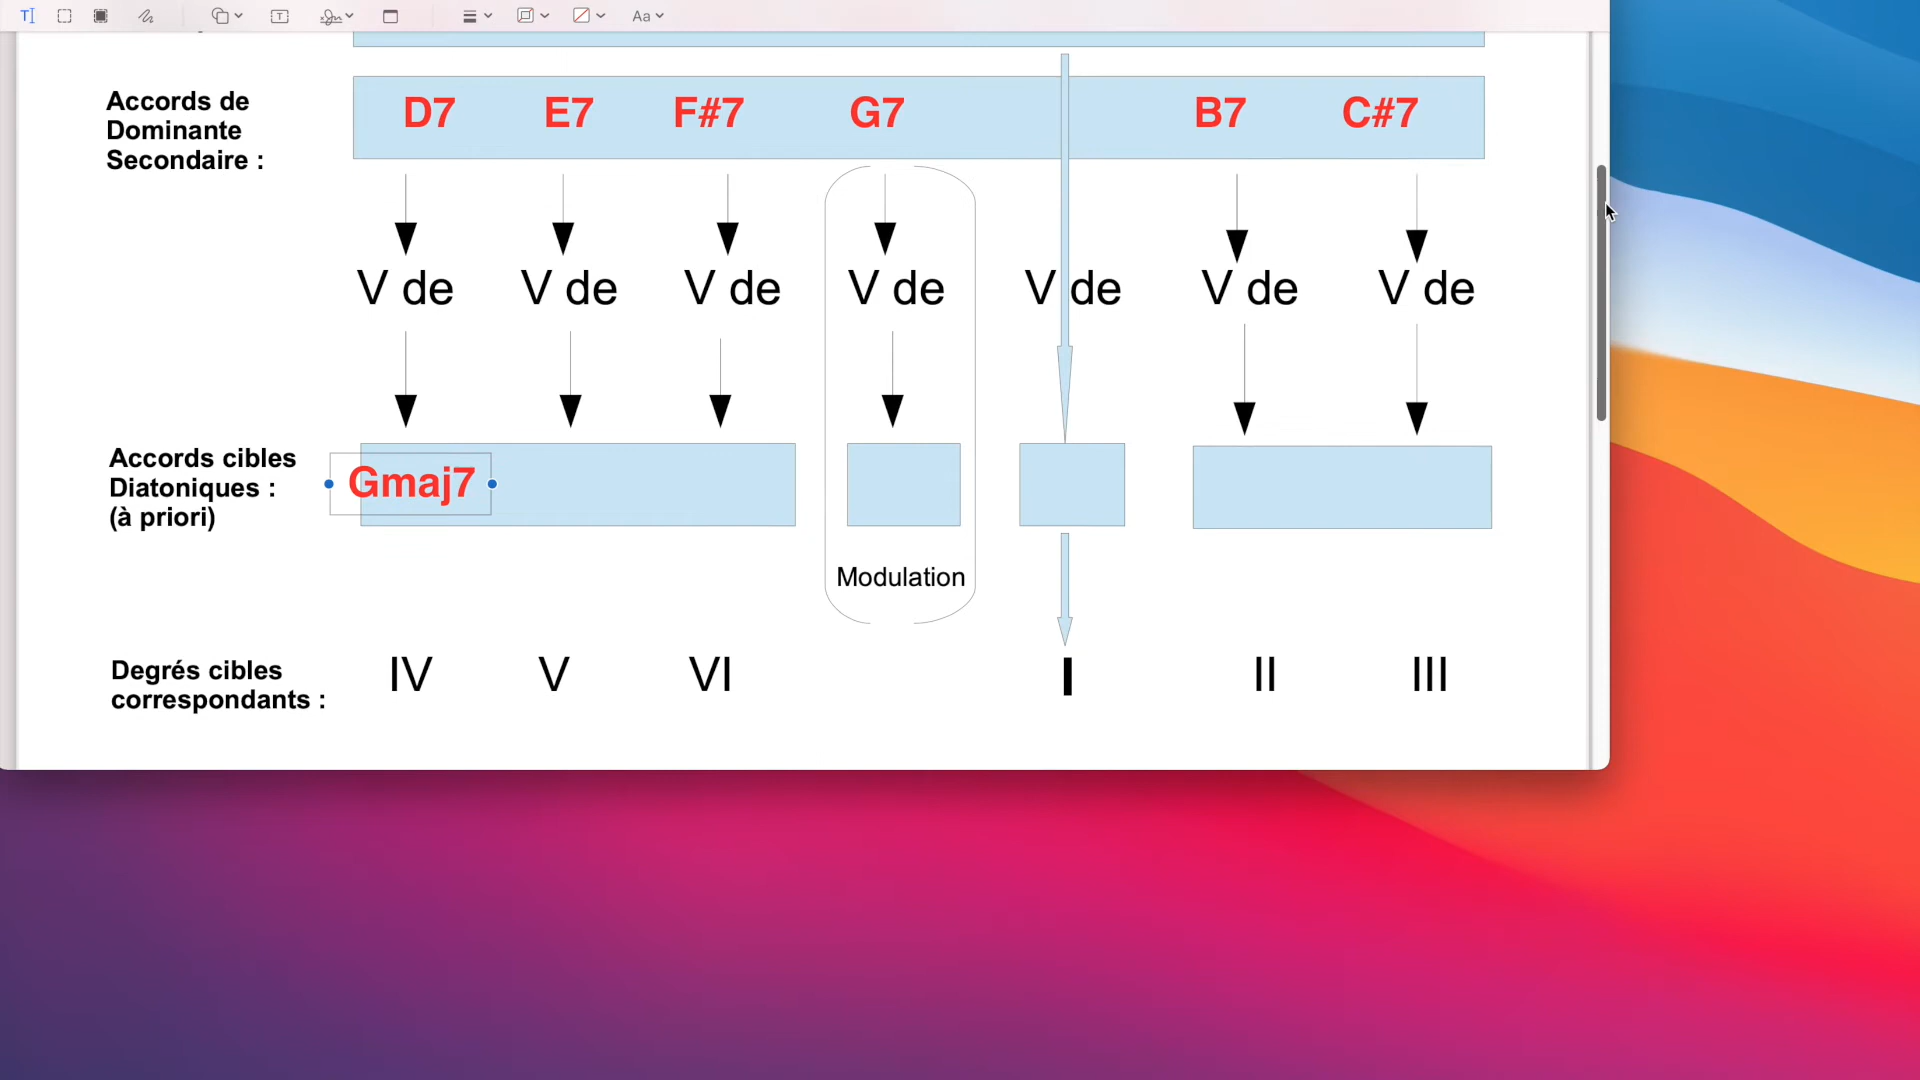 Aa
Accords de
Dominante
Secondaire :
D7 E7 F#7 G7 B7 C#7
V de V de V de V de V de V de V de
Accords cibles
Diatoniques :
(à priori)
Gmaj7
Modulation
Degrés cibles
correspondants :
IV V VI I II III